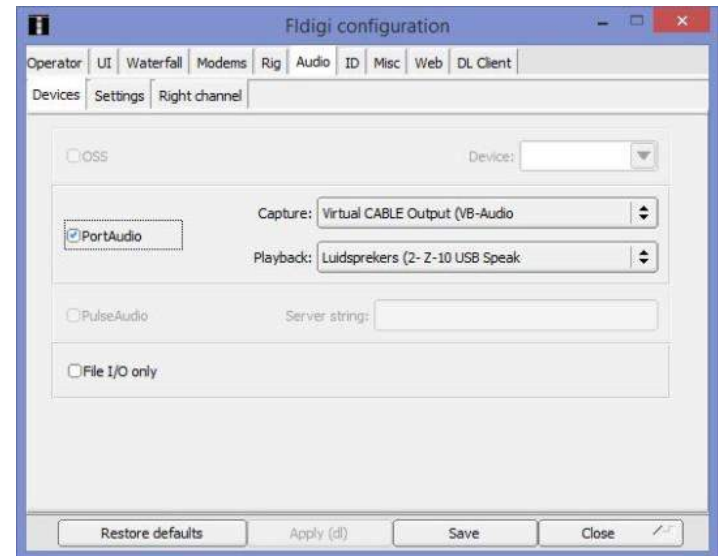 Fldigi configuration
Operator UI Waterfall Modems Rig Audio ID Misc Web DL Client
Devices Settings Right channel
OSS Device:
Capture: Virtual CABLE Output (VB-Audio
PortAudio
Playback: Luidsprekers (2- Z-10 USB Speak
PulseAudio Server string:
File I/O only
Restore defaults Apply (dl) Save Close